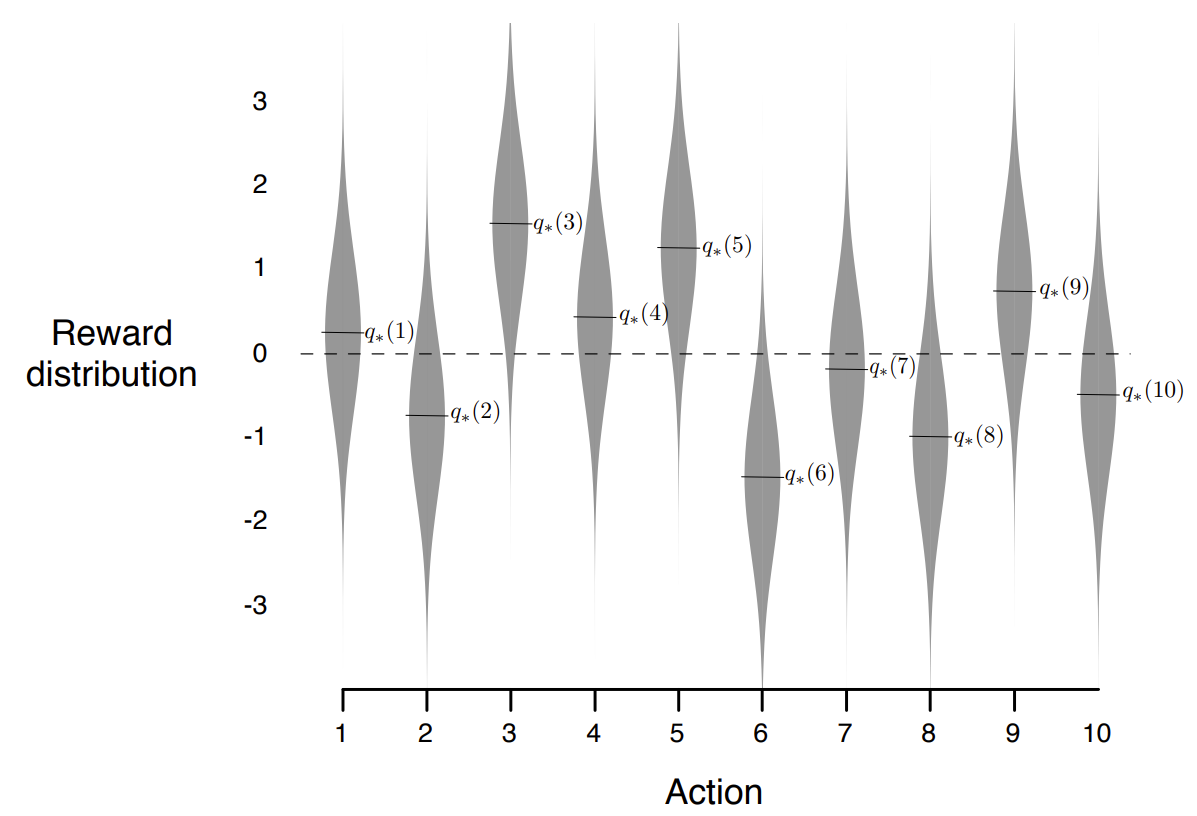 3
2
1
0
-1
-2
-3
Reward
distribution
q∗(1)
q∗(2)
q∗(3)
q∗(4)
q∗(5)
q∗(6)
q∗(7)
q∗(8)
q∗(9)
q∗(10)
1 2 3 4 5 6 7 8 9 10
Action